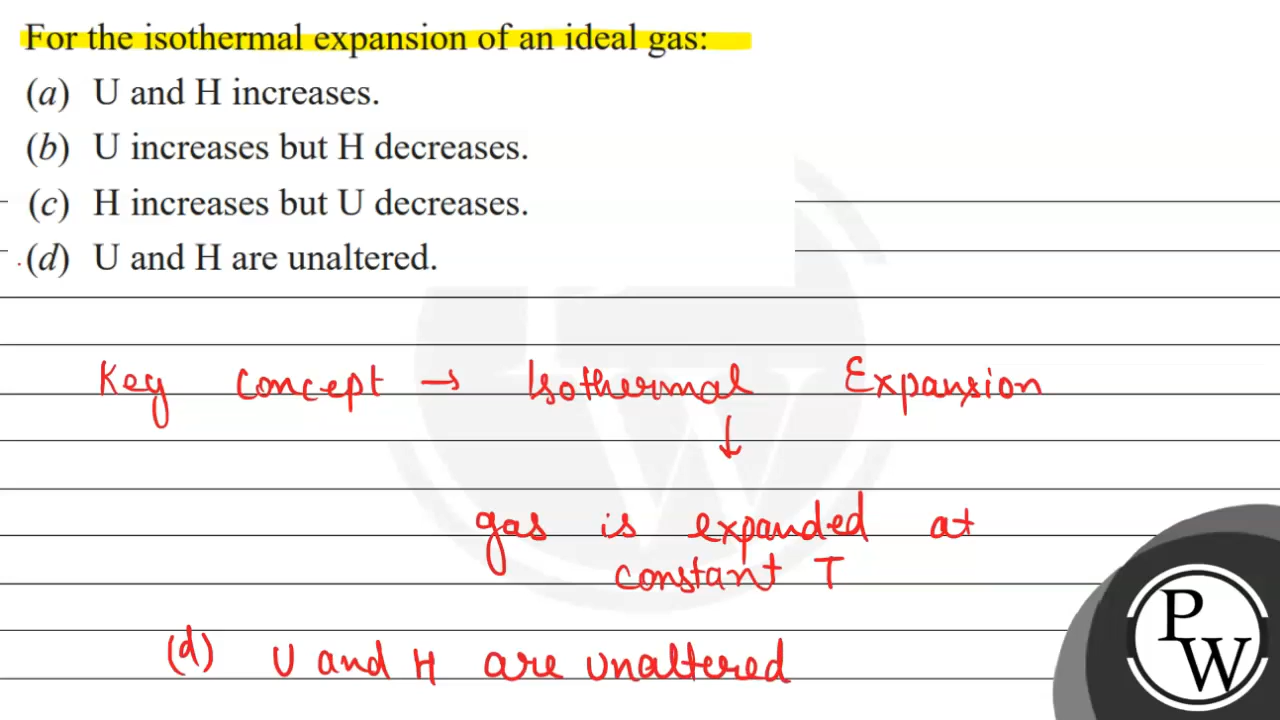 For the isothermal expansion of an ideal gas:
(a) U and H increases.
(b) U increases but H decreases.
(c) H increases but U decreases.
(d) U and H are unaltered.
Key concept → Isothermal Expansion
↓
gas is expanded at
constant T
(d) U and H are unaltered
P
W